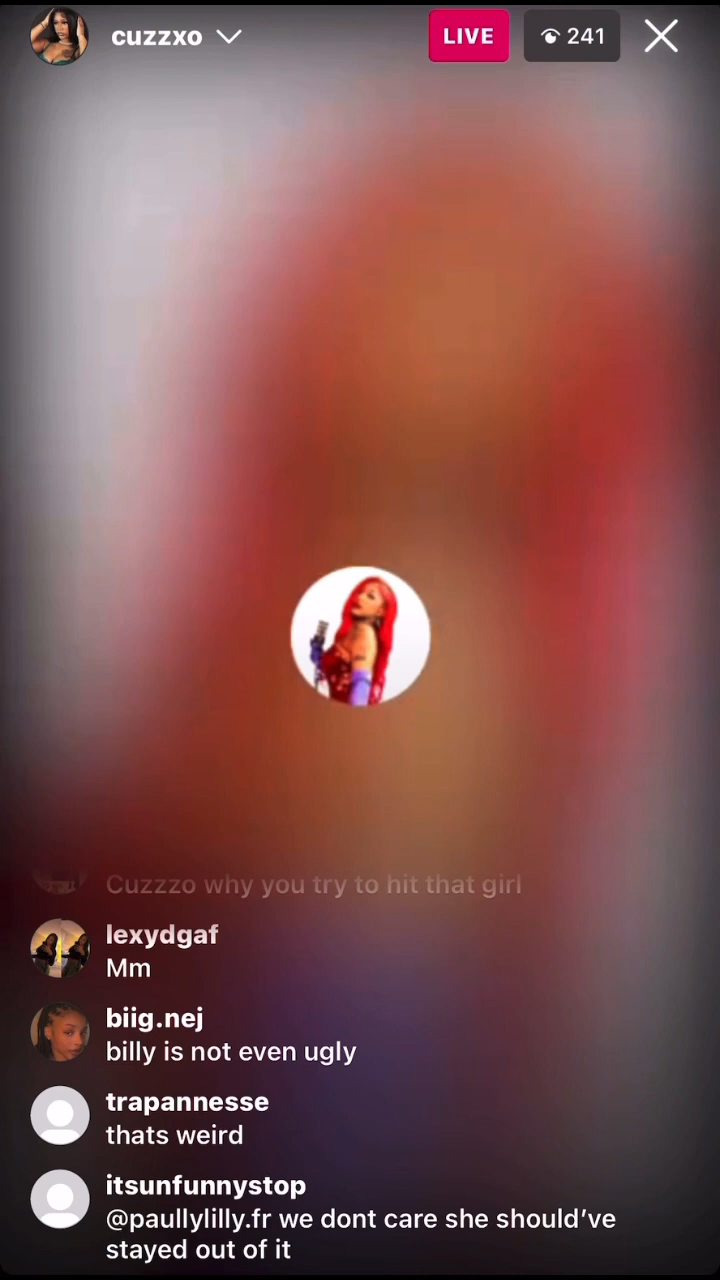 cuzzxo
LIVE
241
Cuzzzo why you try to hit that girl
lexydgaf
Mm
biig.nej
billy is not even ugly
trapannesse
thats weird
itsunfunnystop
@paullylilly.fr we dont care she should’ve
stayed out of it